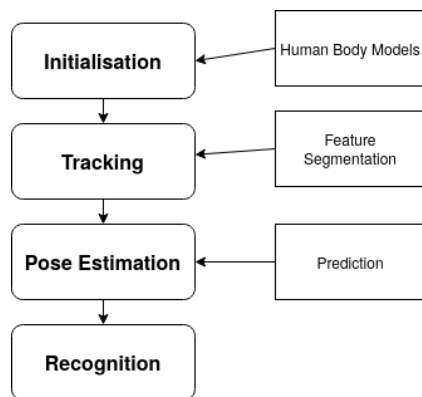 Initialisation
Human Body Models
Tracking
Feature
Segmentation
Pose Estimation
Prediction
Recognition